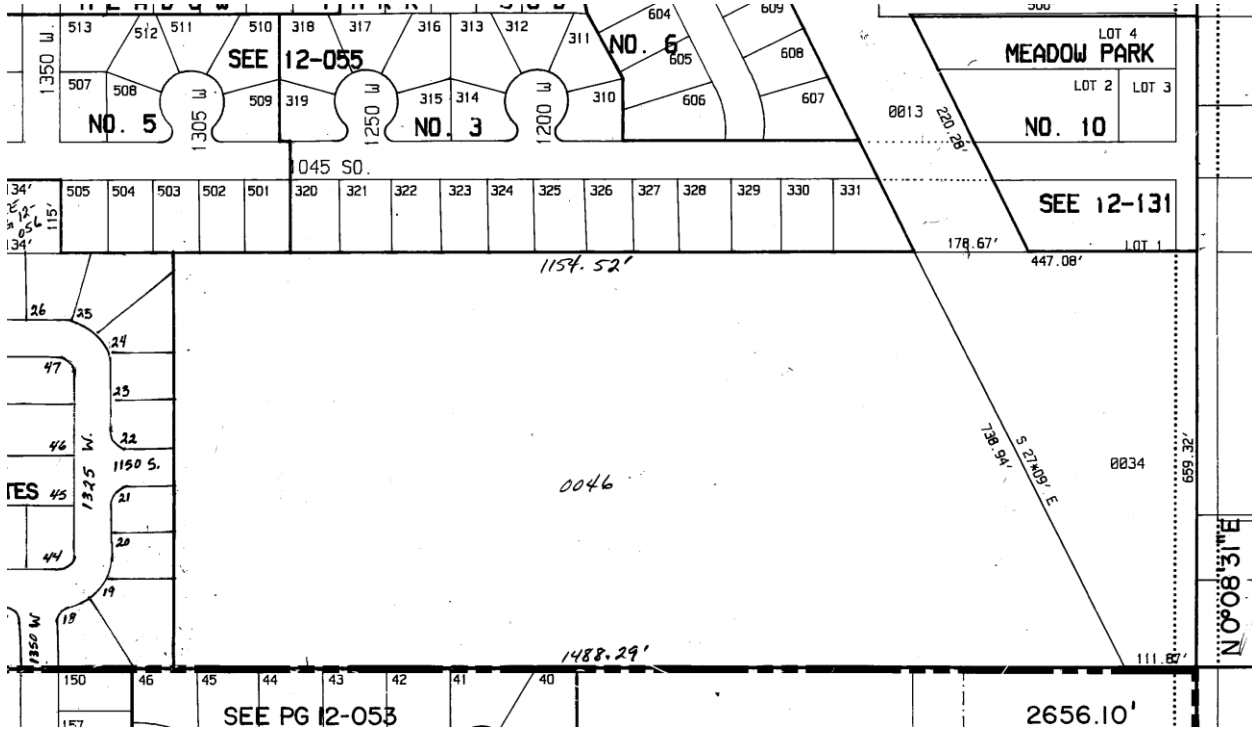 513 512 511 510 318 317 316 313 312 311
604 609
500'
1350 W.
SEE 12-055
NO. 6
605 608
LOT 4
MEADOW PARK
507 508 509 319 315 314 310 606 607
LOT 2 LOT 3
NO. 5
1305 W
1250 W
NO. 3
1200 W
0013
220.28'
NO. 10
1045 SO.
134'
115'
12-
056
134'
505 504 503 502 501 320 321 322 323 324 325 326 327 328 329 330 331
SEE 12-131
178.67'
LOT 1
1154.52'
447.08'
26 25
24
47
23
22
46
1325 W.
1150 S.
TES 45
21
20
44
19
18
1350 W
0046
738.94'
S 27*09' E
0034
659.32'
N 0°08'31"E
1488.29'
111.87'
150 46 45 44 43 42 41 40
157
SEE PG 12-053
2656.10'